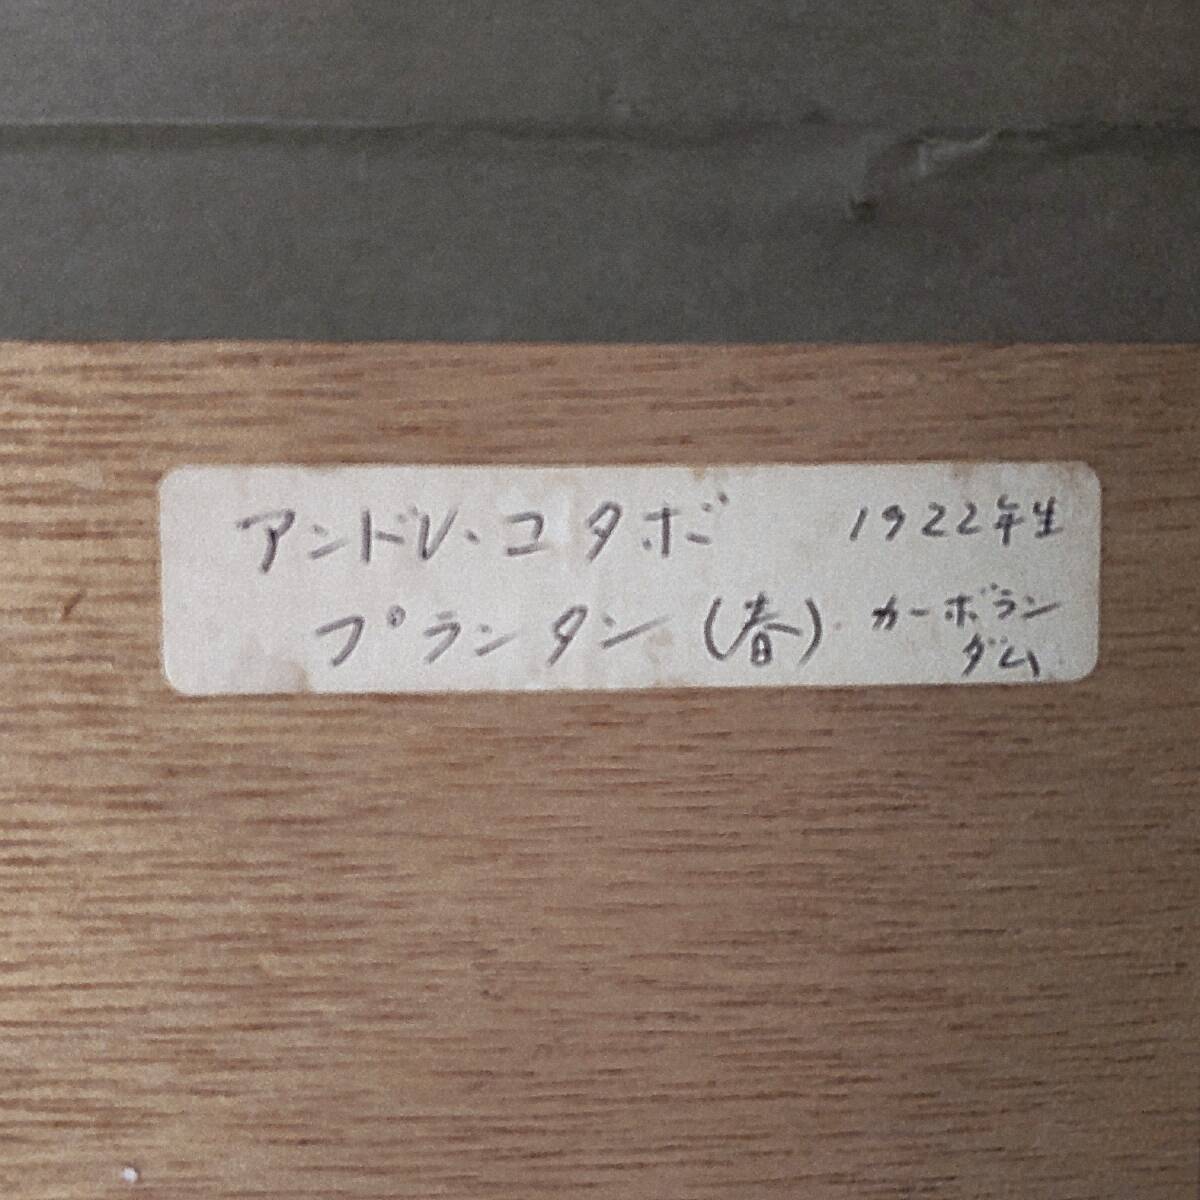 アンドレ・コタボ 1922年生
プランタン(春) カーボラン
ダム